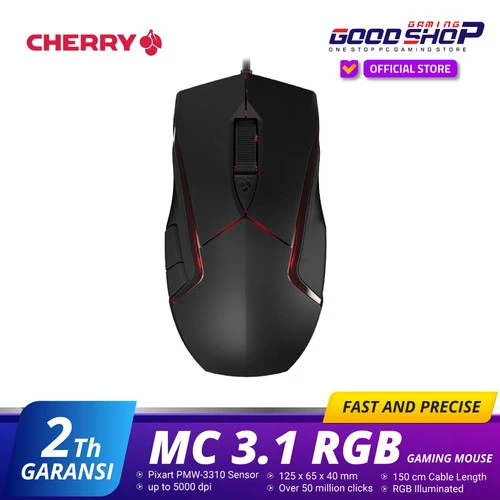 CHERRY
GAMING
GOOD SHOP
ONE STOP PC GAMING STORE
OFFICIAL STORE
FAST AND PRECISE
2Th
GARANSI
MC 3.1 RGB GAMING MOUSE
• Pixart PMW-3310 Sensor • 125 x 65 x 40 mm • 150 cm Cable Length
• up to 5000 dpi • Over 50 million clicks • RGB Illuminated